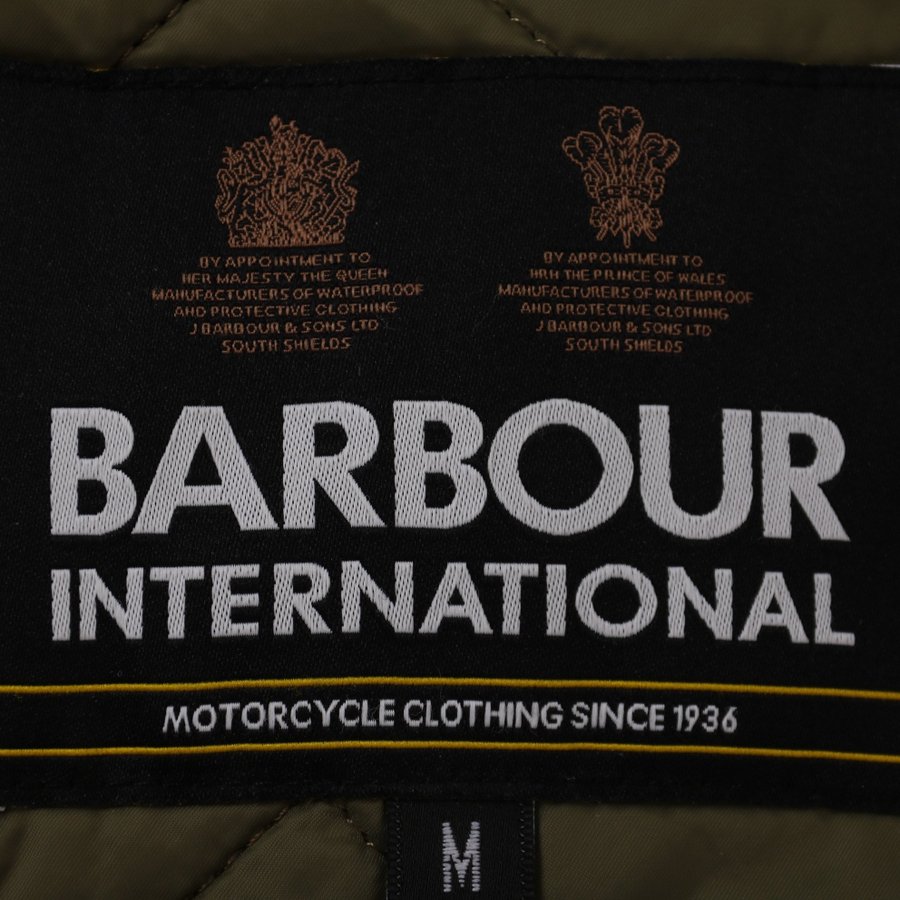 BY APPOINTMENT TO
HER MAJESTY THE QUEEN
MANUFACTURERS OF WATERPROOF
AND PROTECTIVE CLOTHING
J BARBOUR & SONS LTD
SOUTH SHIELDS
BY APPOINTMENT TO
HRH THE PRINCE OF WALES
MANUFACTURERS OF WATERPROOF
AND PROTECTIVE CLOTHING
J BARBOUR & SONS LTD
SOUTH SHIELDS
BARBOUR
INTERNATIONAL
MOTORCYCLE CLOTHING SINCE 1936
M